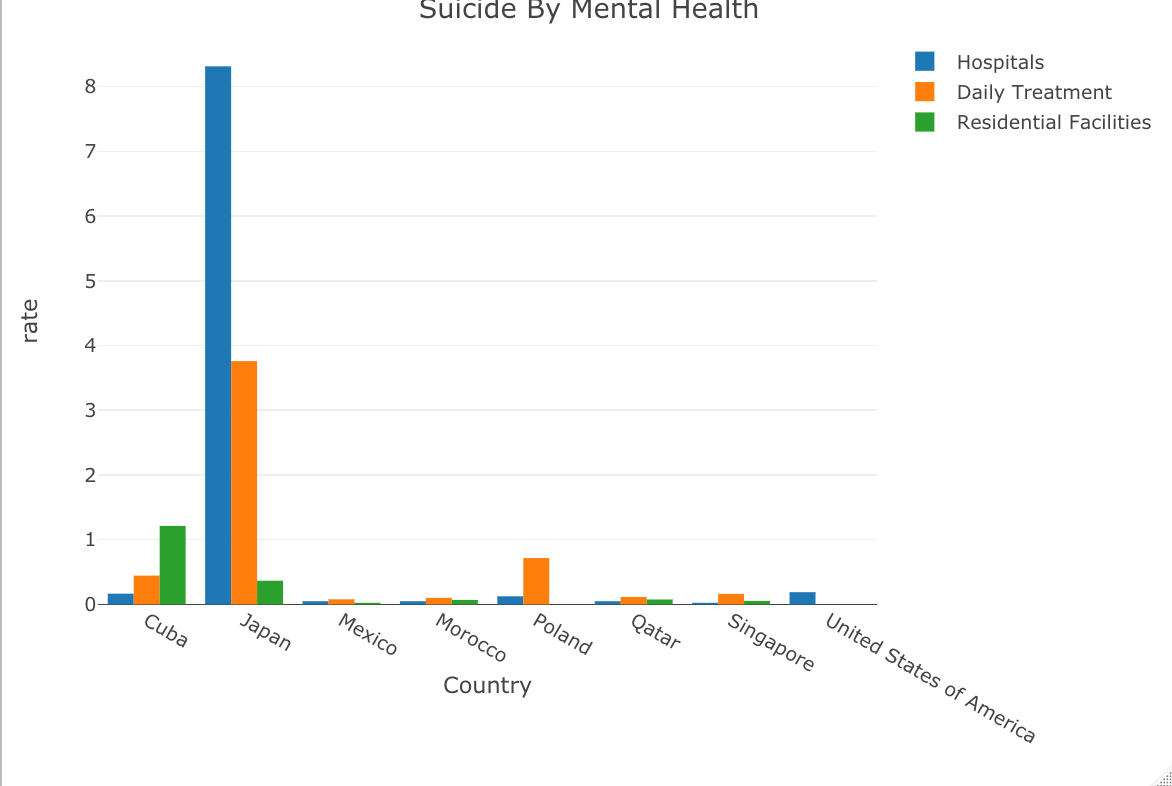 Suicide By Mental Health
Hospitals
Daily Treatment
Residential Facilities
8
7
6
5
4
3
2
1
0
rate
Cuba
Japan
Mexico
Morocco
Poland
Qatar
Singapore
United States of America
Country